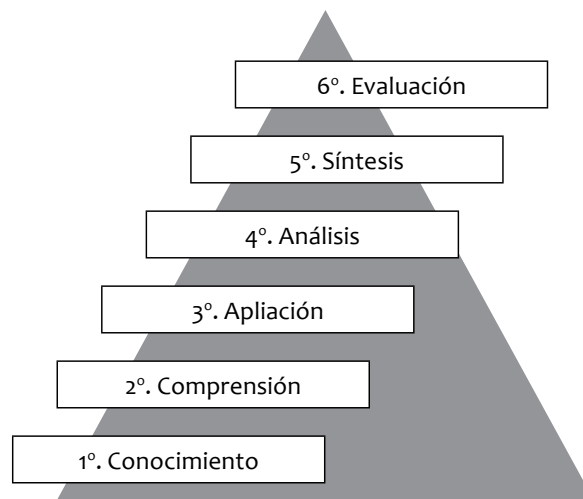 6º. Evaluación
5º. Síntesis
4º. Análisis
3º. Apliación
2º. Comprensión
1º. Conocimiento